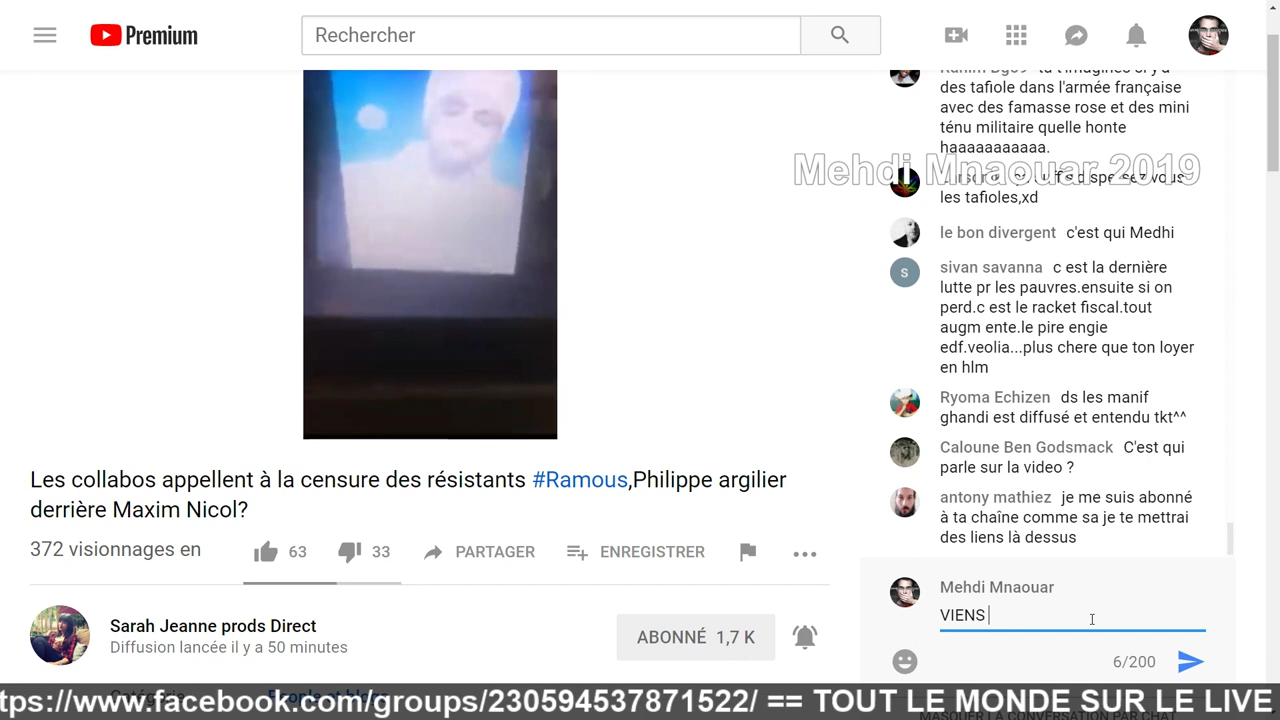 Premium
Rechercher
des tafiole dans l'armée française
avec des famasse rose et des mini
ténu militaire quelle honte
haaaaaaaaaaa.
Mehdi Mnaouar 2019
les tafioles,xd
le bon divergent c'est qui Medhi
sivan savanna c est la dernière
lutte pr les pauvres.ensuite si on
perd.c est le racket fiscal.tout
augm ente.le pire engie
edf.veolia...plus chere que ton loyer
en hlm
Ryoma Echizen ds les manif
ghandi est diffusé et entendu tkt^^
Caloune Ben Godsmack C'est qui
parle sur la video ?
antony mathiez je me suis abonné
à ta chaîne comme sa je te mettrai
des liens là dessus
Les collabos appellent à la censure des résistants #Ramous,Philippe argilier
derrière Maxim Nicol?
372 visionnages en
63
33
PARTAGER
ENREGISTRER
Sarah Jeanne prods Direct
Diffusion lancée il y a 50 minutes
ABONNÉ 1,7 K
S
Mehdi Mnaouar
VIENS
6/200
tps://www.facebook.com/groups/230594537871522/ == TOUT LE MONDE SUR LE LIVE